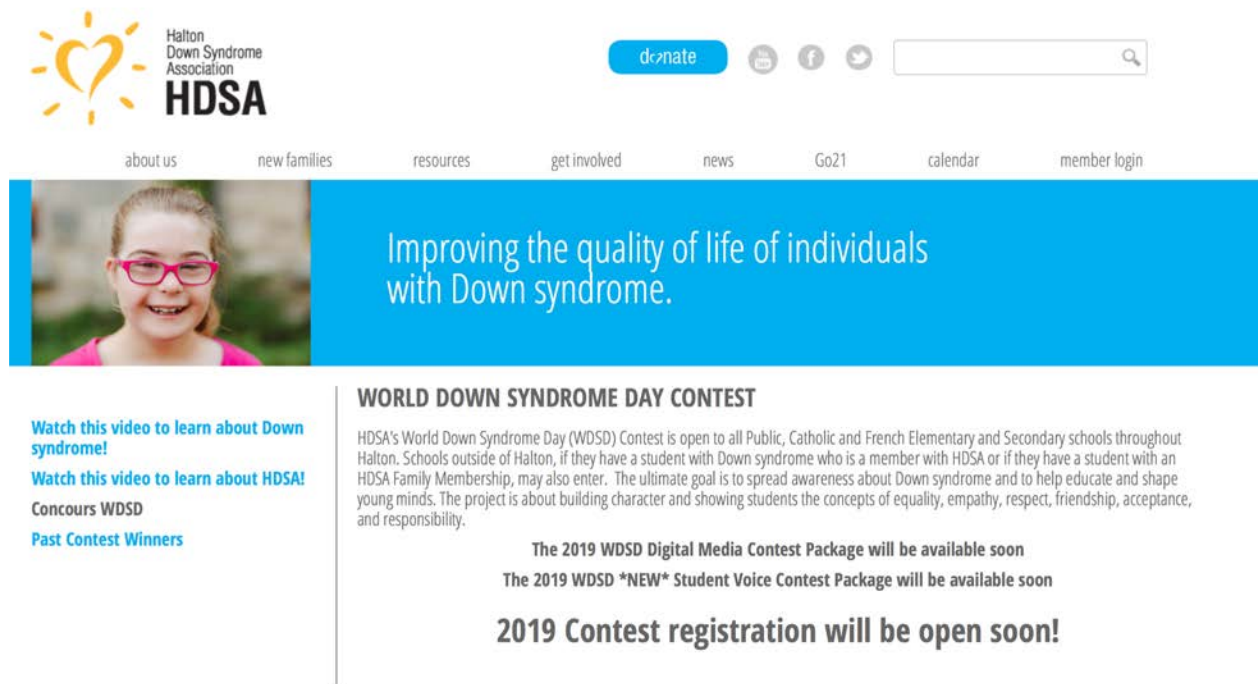 Halton
Down Syndrome
Association
HDSA
donate
about us new families resources get involved news Go21 calendar member login
Improving the quality of life of individuals
with Down syndrome.
Watch this video to learn about Down
syndrome!
Watch this video to learn about HDSA!
Concours WDSD
Past Contest Winners
WORLD DOWN SYNDROME DAY CONTEST
HDSA's World Down Syndrome Day (WDSD) Contest is open to all Public, Catholic and French Elementary and Secondary schools throughout
Halton. Schools outside of Halton, if they have a student with Down syndrome who is a member with HDSA or if they have a student with an
HDSA Family Membership, may also enter. The ultimate goal is to spread awareness about Down syndrome and to help educate and shape
young minds. The project is about building character and showing students the concepts of equality, empathy, respect, friendship, acceptance,
and responsibility.
The 2019 WDSD Digital Media Contest Package will be available soon
The 2019 WDSD *NEW* Student Voice Contest Package will be available soon
2019 Contest registration will be open soon!